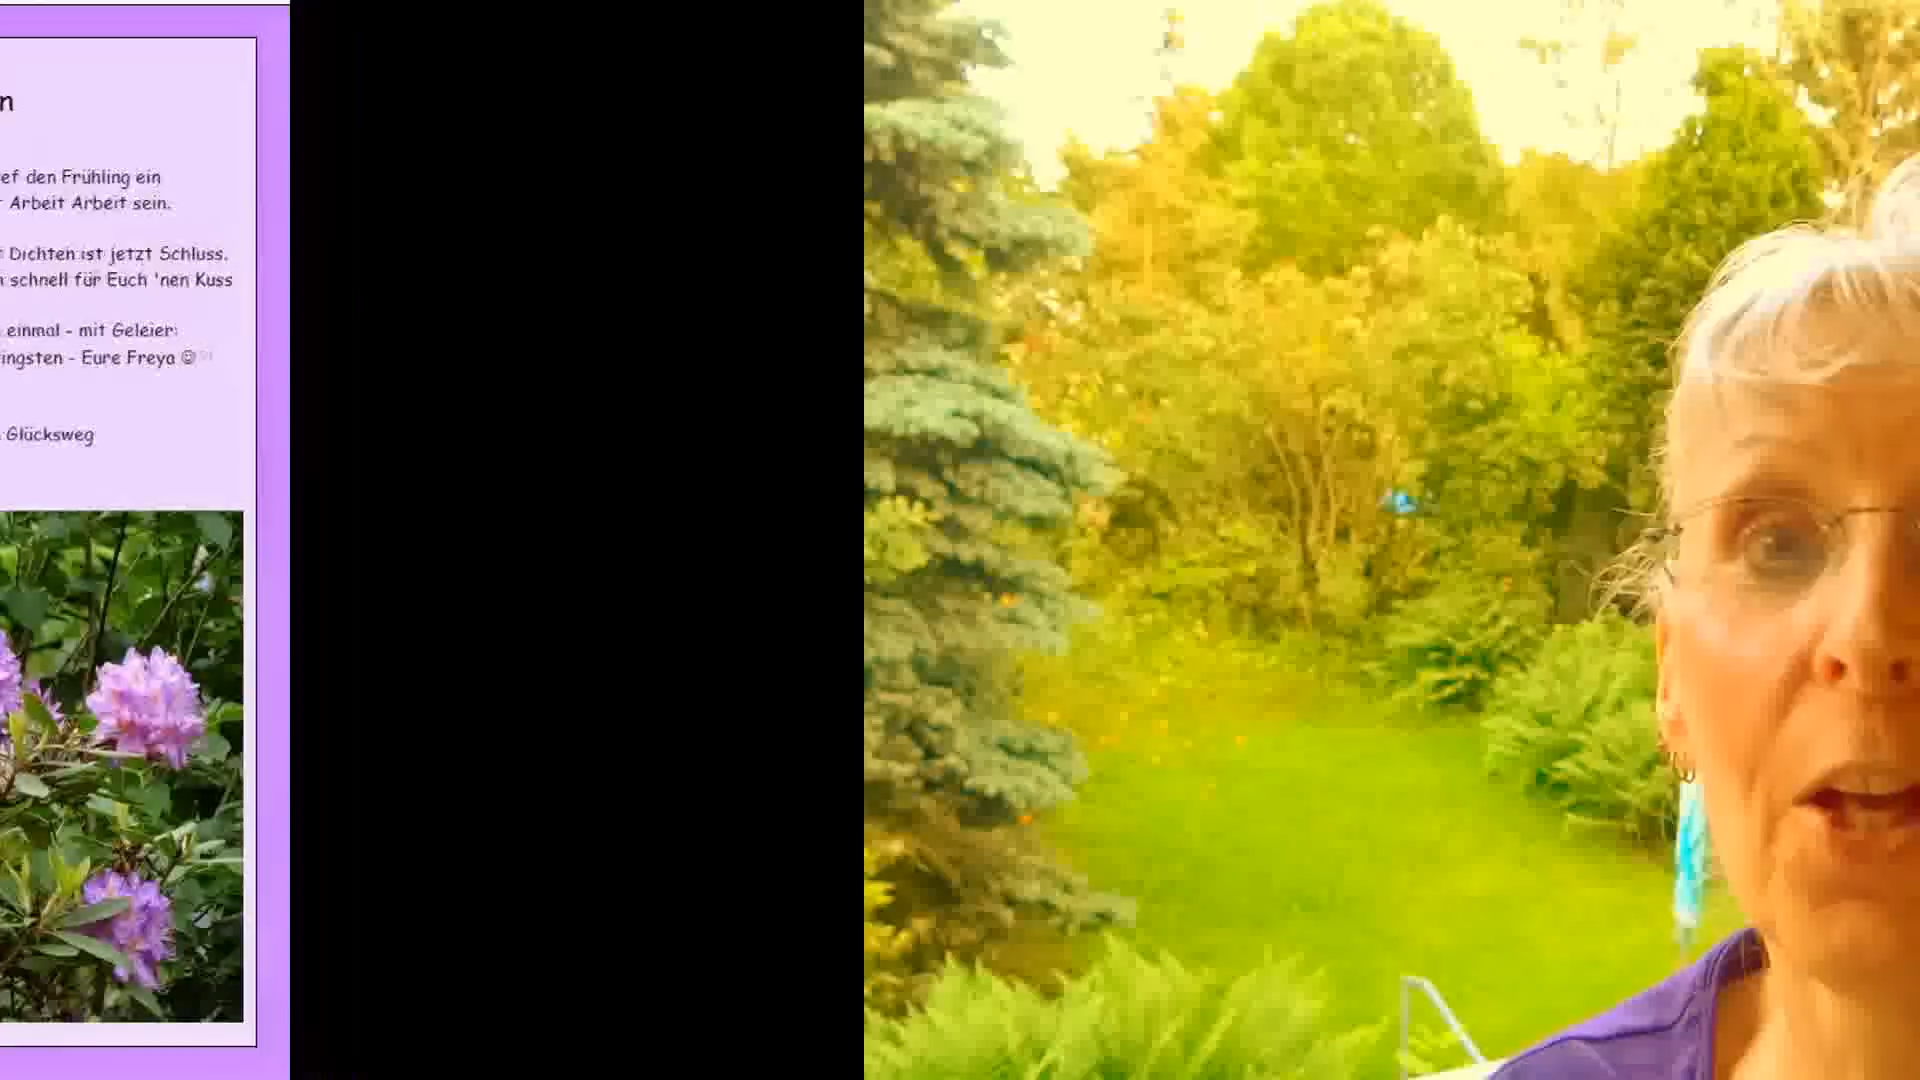 n
ef den Frühling ein
Arbeit Arbeit sein.
Dichten ist jetzt Schluss.
schnell für Euch 'nen Kuss
einmal - mit Geleier:
ingsten - Eure Freya ☺
Glücksweg